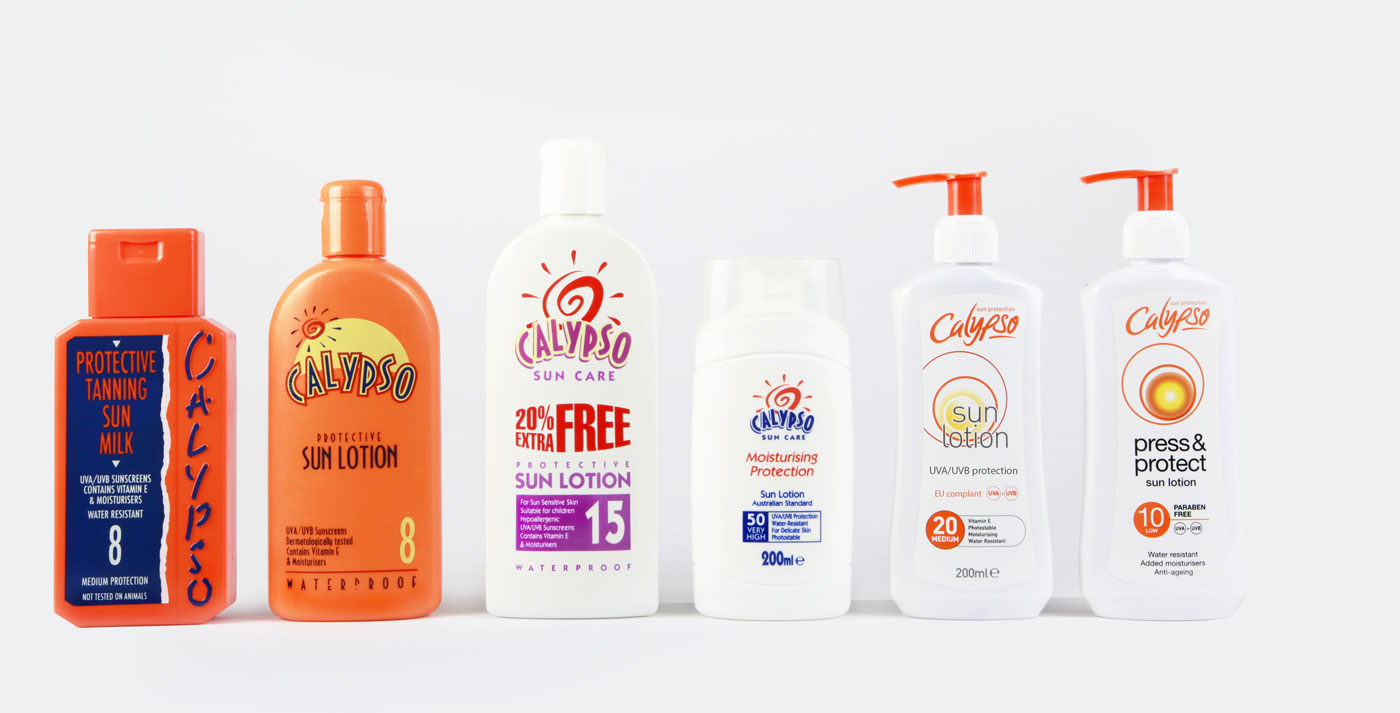 PROTECTIVE
TANNING
SUN
MILK
UVA/UVB SUNSCREENS
CONTAINS VITAMIN E
& MOISTURISERS
WATER RESISTANT
8
MEDIUM PROTECTION
NOT TESTED ON ANIMALS
CALYPSO
CALYPSO
PROTECTIVE
SUN LOTION
UVA/UVB Sunscreens
Dermatologically tested
Contains Vitamin E
& Moisturisers
8
WATERPROOF
CALYPSO
SUN CARE
20%
EXTRA
FREE
PROTECTIVE
SUN LOTION
For Sun Sensitive Skin
Suitable for children
Hypoallergenic
UVA/UVB Sunscreens
Contains Vitamin E
& Moisturisers
15
WATERPROOF
CALYPSO
SUN CARE
Moisturising
Protection
Sun Lotion
Australian Standard
50
VERY
HIGH
UVA/UVB Protection
Water-Resistant
For Delicate Skin
Photostable
200ml e
sun protection
Calypso
sun
lotion
UVA/UVB protection
EU complant UVA UVB
20
MEDIUM
Vitamin E
Photostable
Moisturising
Water Resistant
200ml e
sun protection
Calypso
press &
protect
sun lotion
10
LOW
PARABEN
FREE
UVA + UVB
Water resistant
Added moisturisers
Anti-ageing